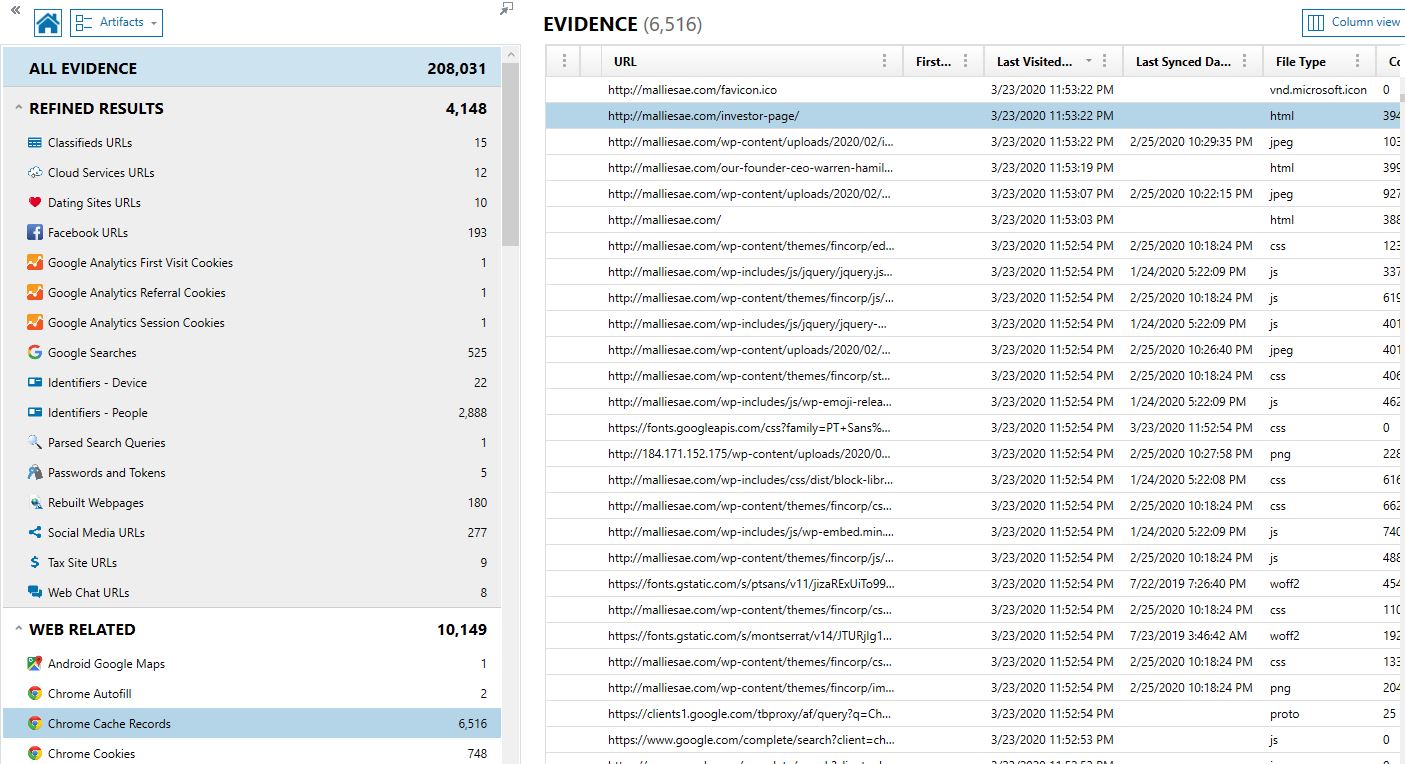 « Artifacts
ALL EVIDENCE 208,031
REFINED RESULTS 4,148
Classifieds URLs 15
Cloud Services URLs 12
Dating Sites URLs 10
Facebook URLs 193
Google Analytics First Visit Cookies 1
Google Analytics Referral Cookies 1
Google Analytics Session Cookies 1
Google Searches 525
Identifiers - Device 22
Identifiers - People 2,888
Parsed Search Queries 1
Passwords and Tokens 5
Rebuilt Webpages 180
Social Media URLs 277
Tax Site URLs 9
Web Chat URLs 8
WEB RELATED 10,149
Android Google Maps 1
Chrome Autofill 2
Chrome Cache Records 6,516
Chrome Cookies 748
EVIDENCE (6,516) Column view
URL First... Last Visited... Last Synced Da... File Type Co
http://malliesae.com/favicon.ico 3/23/2020 11:53:22 PM vnd.microsoft.icon 0
http://malliesae.com/investor-page/ 3/23/2020 11:53:22 PM html 394
http://malliesae.com/wp-content/uploads/2020/02/i... 3/23/2020 11:53:22 PM 2/25/2020 10:29:35 PM jpeg 103
http://malliesae.com/our-founder-ceo-warren-hamil... 3/23/2020 11:53:19 PM html 399
http://malliesae.com/wp-content/uploads/2020/02/... 3/23/2020 11:53:07 PM 2/25/2020 10:22:15 PM jpeg 927
http://malliesae.com/ 3/23/2020 11:53:03 PM html 388
http://malliesae.com/wp-content/themes/fincorp/ed... 3/23/2020 11:52:54 PM 2/25/2020 10:18:24 PM css 123
http://malliesae.com/wp-includes/js/jquery/jquery.js... 3/23/2020 11:52:54 PM 1/24/2020 5:22:09 PM js 337
http://malliesae.com/wp-content/themes/fincorp/js/... 3/23/2020 11:52:54 PM 2/25/2020 10:18:24 PM js 619
http://malliesae.com/wp-includes/js/jquery/jquery-... 3/23/2020 11:52:54 PM 1/24/2020 5:22:09 PM js 401
http://malliesae.com/wp-content/uploads/2020/02/... 3/23/2020 11:52:54 PM 2/25/2020 10:26:40 PM jpeg 401
http://malliesae.com/wp-content/themes/fincorp/st... 3/23/2020 11:52:54 PM 2/25/2020 10:18:24 PM css 406
http://malliesae.com/wp-includes/js/wp-emoji-relea... 3/23/2020 11:52:54 PM 1/24/2020 5:22:09 PM js 462
https://fonts.googleapis.com/css?family=PT+Sans%... 3/23/2020 11:52:54 PM 3/23/2020 11:52:54 PM css 0
http://184.171.152.175/wp-content/uploads/2020/0... 3/23/2020 11:52:54 PM 2/25/2020 10:27:58 PM png 228
http://malliesae.com/wp-includes/css/dist/block-libr... 3/23/2020 11:52:54 PM 1/24/2020 5:22:08 PM css 616
http://malliesae.com/wp-content/themes/fincorp/cs... 3/23/2020 11:52:54 PM 2/25/2020 10:18:24 PM css 662
http://malliesae.com/wp-includes/js/wp-embed.min.... 3/23/2020 11:52:54 PM 1/24/2020 5:22:09 PM js 740
http://malliesae.com/wp-content/themes/fincorp/js/... 3/23/2020 11:52:54 PM 2/25/2020 10:18:24 PM js 488
https://fonts.gstatic.com/s/ptsans/v11/jizaRExUiTo99... 3/23/2020 11:52:54 PM 7/22/2019 7:26:40 PM woff2 454
http://malliesae.com/wp-content/themes/fincorp/cs... 3/23/2020 11:52:54 PM 2/25/2020 10:18:24 PM css 110
https://fonts.gstatic.com/s/montserrat/v14/JTURjIg1... 3/23/2020 11:52:54 PM 7/23/2019 3:46:42 AM woff2 192
http://malliesae.com/wp-content/themes/fincorp/cs... 3/23/2020 11:52:54 PM 2/25/2020 10:18:24 PM css 133
http://malliesae.com/wp-content/themes/fincorp/im... 3/23/2020 11:52:54 PM 2/25/2020 10:18:24 PM png 204
https://clients1.google.com/tbproxy/af/query?q=Ch... 3/23/2020 11:52:54 PM proto 25
https://www.google.com/complete/search?client=ch... 3/23/2020 11:52:53 PM js 0